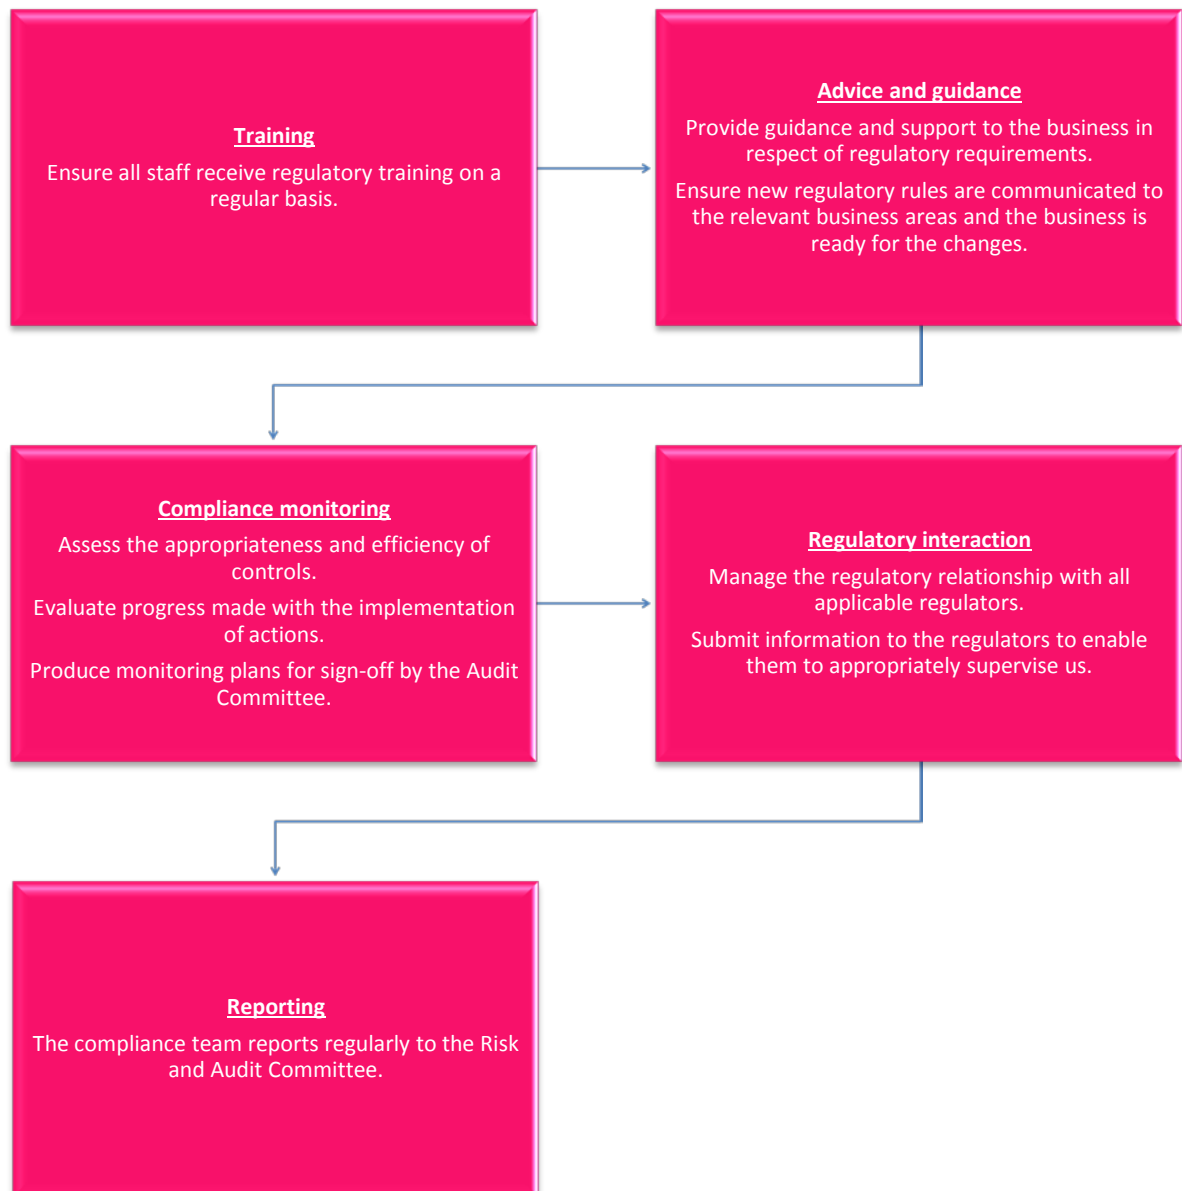 Training
Ensure all staff receive regulatory training on a
regular basis.
Advice and guidance
Provide guidance and support to the business in
respect of regulatory requirements.
Ensure new regulatory rules are communicated to
the relevant business areas and the business is
ready for the changes.
Compliance monitoring
Assess the appropriateness and efficiency of
controls.
Evaluate progress made with the implementation
of actions.
Produce monitoring plans for sign-off by the Audit
Committee.
Regulatory interaction
Manage the regulatory relationship with all
applicable regulators.
Submit information to the regulators to enable
them to appropriately supervise us.
Reporting
The compliance team reports regularly to the Risk
and Audit Committee.